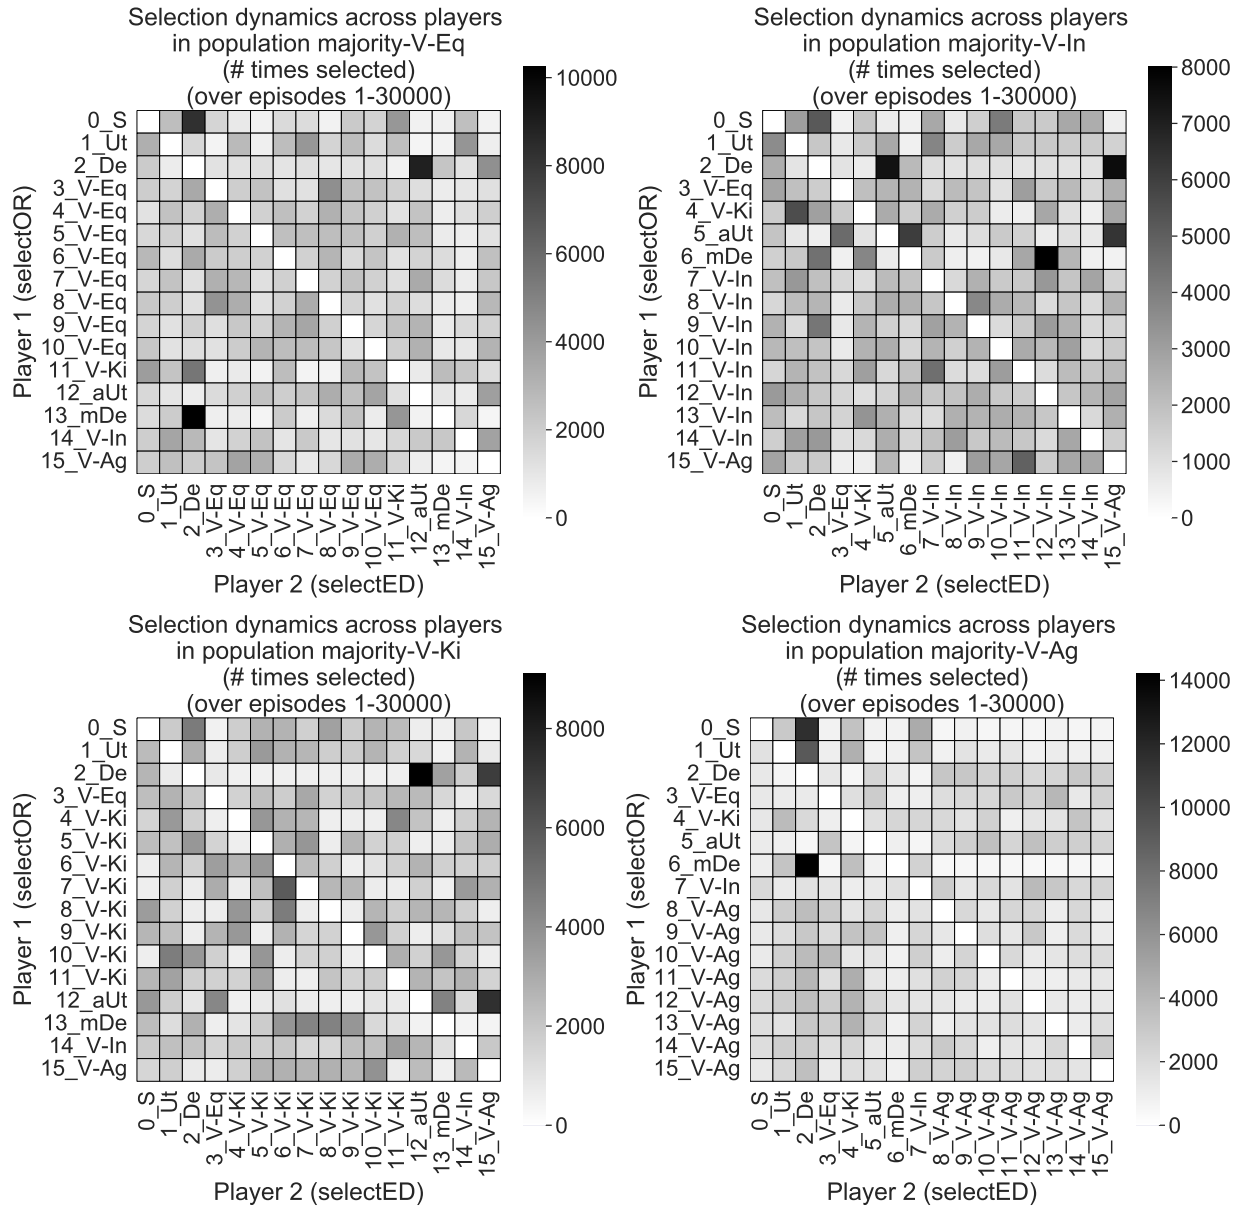 Selection dynamics across players
in population majority-V-Eq
(# times selected)
(over episodes 1-30000)
Player 1 (selectOR)
0_S
1_Ut
2_De
3_V-Eq
4_V-Eq
5_V-Eq
6_V-Eq
7_V-Eq
8_V-Eq
9_V-Eq
10_V-Eq
11_V-Ki
12_aUt
13_mDe
14_V-In
15_V-Ag
0_S
1_Ut
2_De
3_V-Eq
4_V-Eq
5_V-Eq
6_V-Eq
7_V-Eq
8_V-Eq
9_V-Eq
10_V-Eq
11_V-Ki
12_aUt
13_mDe
14_V-In
15_V-Ag
Player 2 (selectED)
10000
8000
6000
4000
2000
0
Selection dynamics across players
in population majority-V-In
(# times selected)
(over episodes 1-30000)
Player 1 (selectOR)
0_S
1_Ut
2_De
3_V-Eq
4_V-Ki
5_aUt
6_mDe
7_V-In
8_V-In
9_V-In
10_V-In
11_V-In
12_V-In
13_V-In
14_V-In
15_V-Ag
0_S
1_Ut
2_De
3_V-Eq
4_V-Ki
5_aUt
6_mDe
7_V-In
8_V-In
9_V-In
10_V-In
11_V-In
12_V-In
13_V-In
14_V-In
15_V-Ag
Player 2 (selectED)
8000
7000
6000
5000
4000
3000
2000
1000
0
Selection dynamics across players
in population majority-V-Ki
(# times selected)
(over episodes 1-30000)
Player 1 (selectOR)
0_S
1_Ut
2_De
3_V-Eq
4_V-Ki
5_V-Ki
6_V-Ki
7_V-Ki
8_V-Ki
9_V-Ki
10_V-Ki
11_V-Ki
12_aUt
13_mDe
14_V-In
15_V-Ag
0_S
1_Ut
2_De
3_V-Eq
4_V-Ki
5_V-Ki
6_V-Ki
7_V-Ki
8_V-Ki
9_V-Ki
10_V-Ki
11_V-Ki
12_aUt
13_mDe
14_V-In
15_V-Ag
Player 2 (selectED)
8000
6000
4000
2000
0
Selection dynamics across players
in population majority-V-Ag
(# times selected)
(over episodes 1-30000)
Player 1 (selectOR)
0_S
1_Ut
2_De
3_V-Eq
4_V-Ki
5_aUt
6_mDe
7_V-In
8_V-Ag
9_V-Ag
10_V-Ag
11_V-Ag
12_V-Ag
13_V-Ag
14_V-Ag
15_V-Ag
0_S
1_Ut
2_De
3_V-Eq
4_V-Ki
5_aUt
6_mDe
7_V-In
8_V-Ag
9_V-Ag
10_V-Ag
11_V-Ag
12_V-Ag
13_V-Ag
14_V-Ag
15_V-Ag
Player 2 (selectED)
14000
12000
10000
8000
6000
4000
2000
0